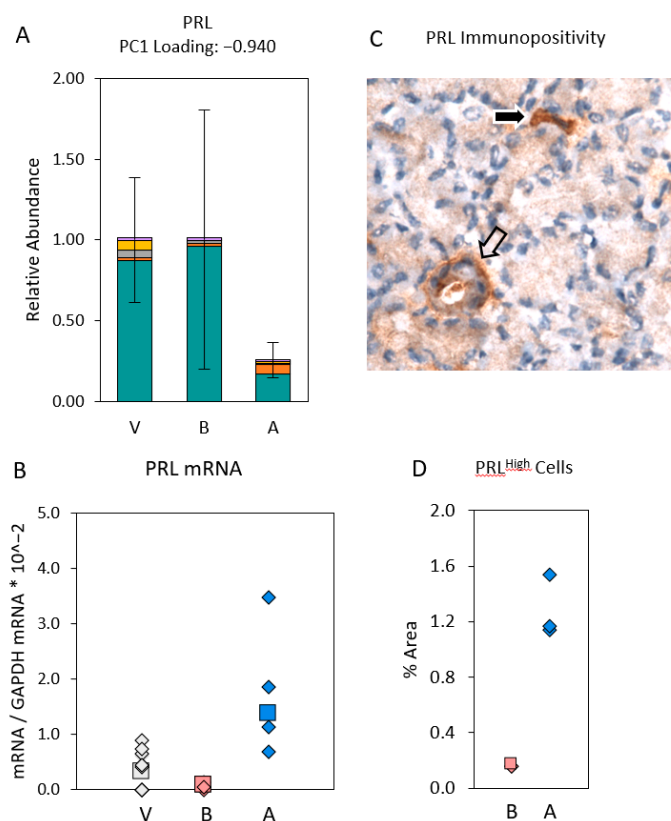 A
PRL
PC1 Loading: −0.940
Relative Abundance
2.00
1.50
1.00
0.50
0.00
V B A
C
PRL Immunopositivity
B
PRL mRNA
mRNA / GAPDH mRNA * 10^−2
5.0
4.0
3.0
2.0
1.0
0.0
V B A
D
PRLHigh Cells
% Area
2.0
1.6
1.2
0.8
0.4
0.0
B A